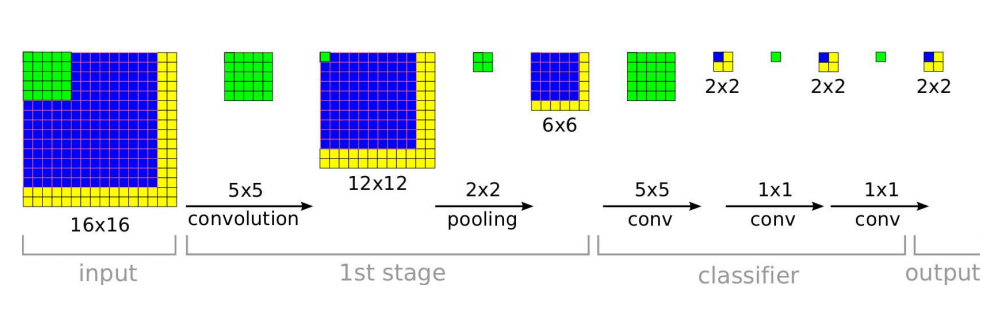 2x2
2x2
2x2
6x6
12x12
5x5
convolution
2x2
pooling
5x5
conv
1x1
conv
1x1
conv
16x16
input
1st stage
classifier
output